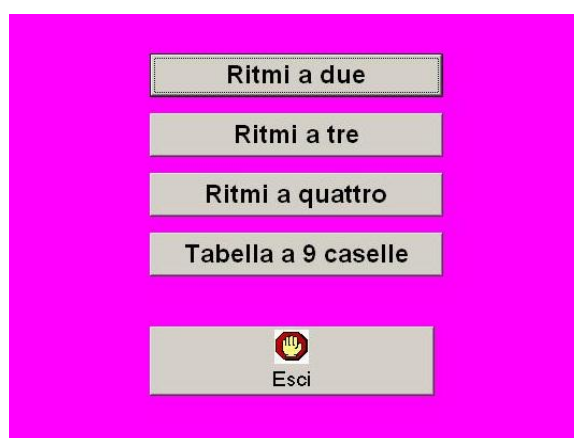 Ritmi a due
Ritmi a tre
Ritmi a quattro
Tabella a 9 caselle
Esci